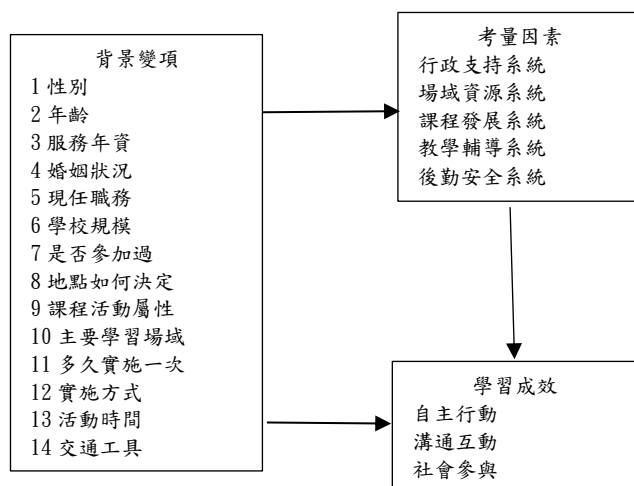 背景變項
1 性別
2 年齡
3 服務年資
4 婚姻狀況
5 現任職務
6 學校規模
7 是否參加過
8 地點如何決定
9 課程活動屬性
10 主要學習場域
11 多久實施一次
12 實施方式
13 活動時間
14 交通工具
考量因素
行政支持系統
場域資源系統
課程發展系統
教學輔導系統
後勤安全系統
學習成效
自主行動
溝通互動
社會參與